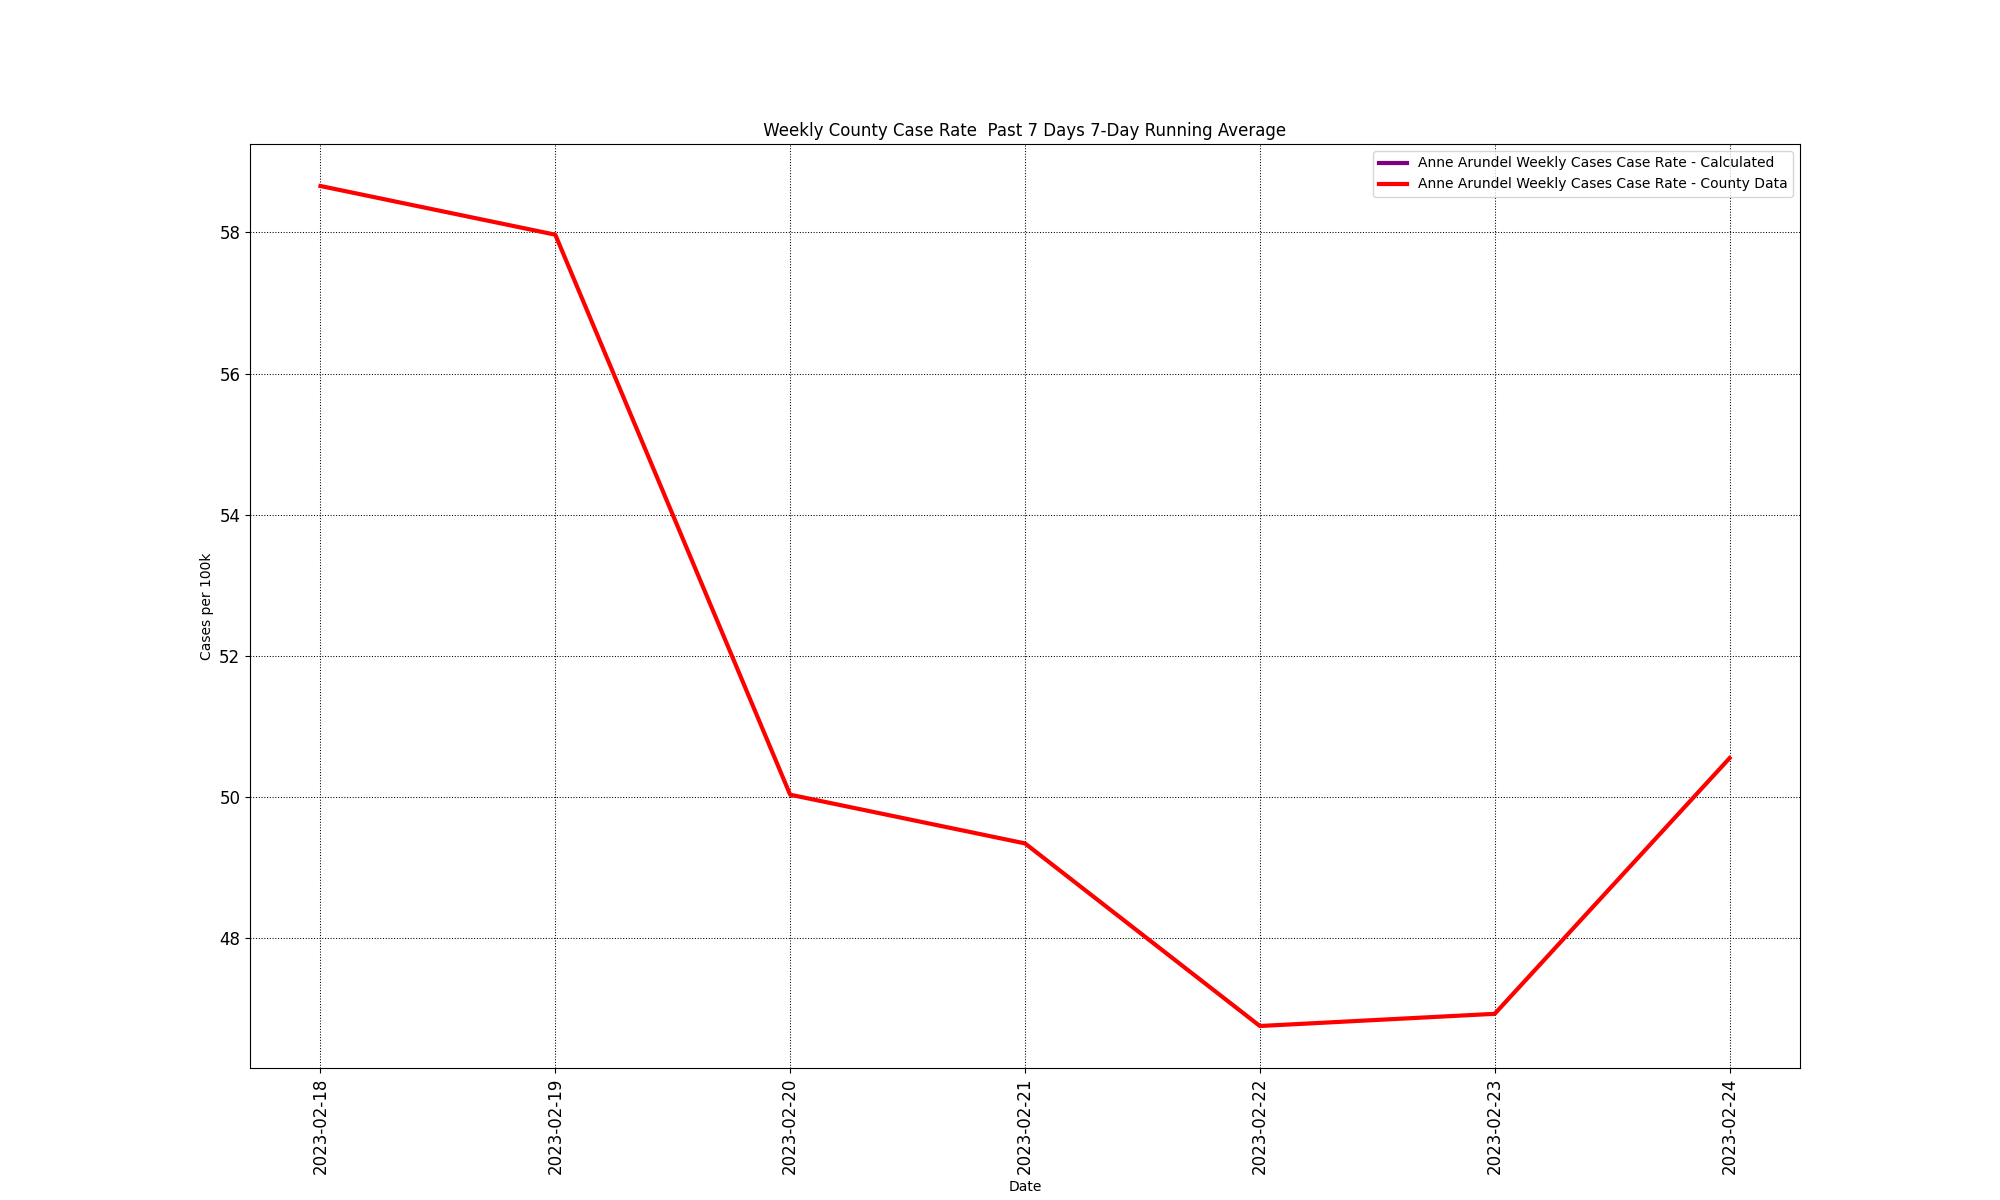 Weekly County Case Rate  Past 7 Days 7-Day Running Average
Anne Arundel Weekly Cases Case Rate - Calculated
Anne Arundel Weekly Cases Case Rate - County Data
58
56
54
52
50
48
Cases per 100k
2023-02-18
2023-02-19
2023-02-20
2023-02-21
2023-02-22
2023-02-23
2023-02-24
Date